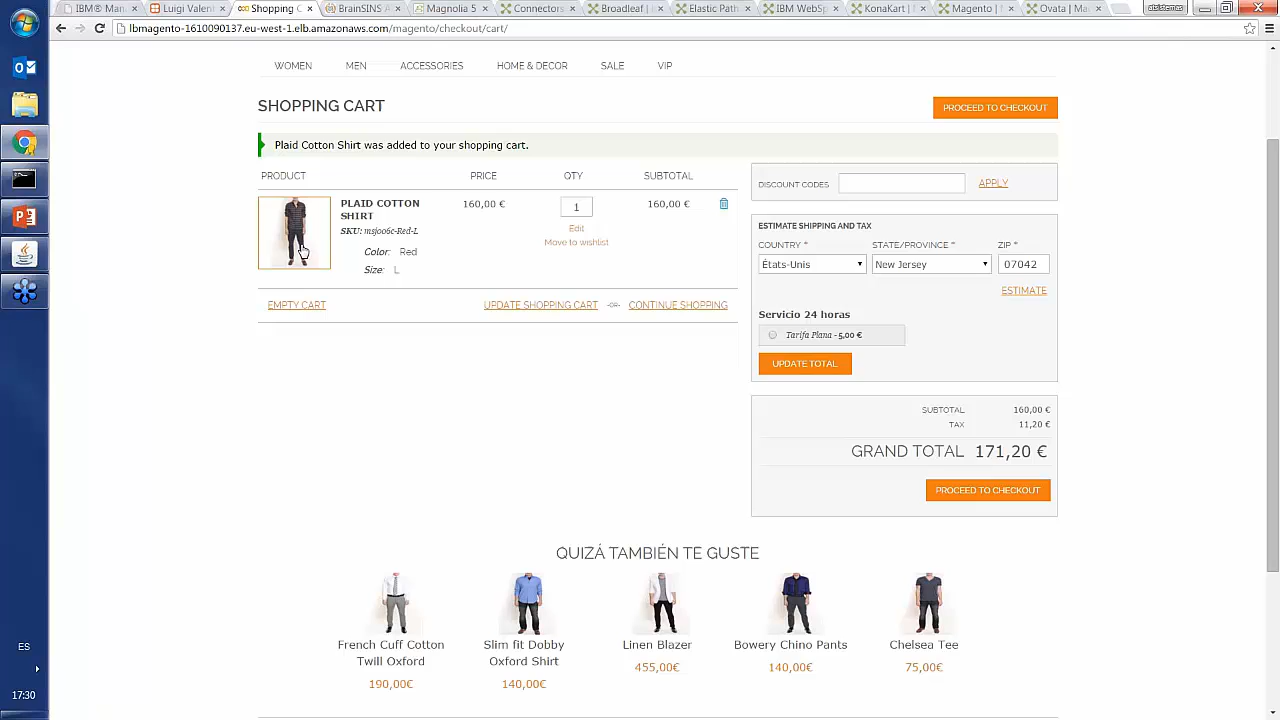 IBM® Man
Luigi Valent
Shopping C
BrainSINS A
Magnolia 5
Connectors
Broadleaf |
Elastic Path
IBM WebSp
KonaKart |
Magento |
Ovata | Ma
atsistemas
lbmagento-1610090137.eu-west-1.elb.amazonaws.com/magento/checkout/cart/
WOMEN MEN ACCESSORIES HOME & DECOR SALE VIP
SHOPPING CART
PROCEED TO CHECKOUT
Plaid Cotton Shirt was added to your shopping cart.
PRODUCT PRICE QTY SUBTOTAL
PLAID COTTON
SHIRT
160,00 € 1 160,00 €
SKU: msj006c-Red-L
Edit
Move to wishlist
Color: Red
Size: L
EMPTY CART UPDATE SHOPPING CART -OR- CONTINUE SHOPPING
DISCOUNT CODES APPLY
ESTIMATE SHIPPING AND TAX
COUNTRY * STATE/PROVINCE * ZIP *
États-Unis New Jersey 07042
ESTIMATE
Servicio 24 horas
Tarifa Plana - 5,00 €
UPDATE TOTAL
SUBTOTAL 160,00 €
TAX 11,20 €
GRAND TOTAL 171,20 €
PROCEED TO CHECKOUT
QUIZÁ TAMBIÉN TE GUSTE
French Cuff Cotton
Twill Oxford
190,00€
Slim fit Dobby
Oxford Shirt
140,00€
Linen Blazer
455,00€
Bowery Chino Pants
140,00€
Chelsea Tee
75,00€
ES
17:30